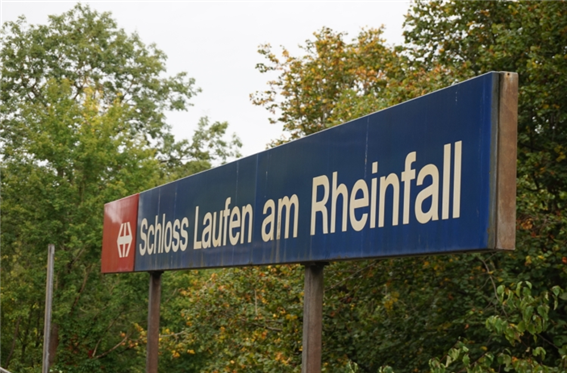 Schloss Laufen am Rheinfall